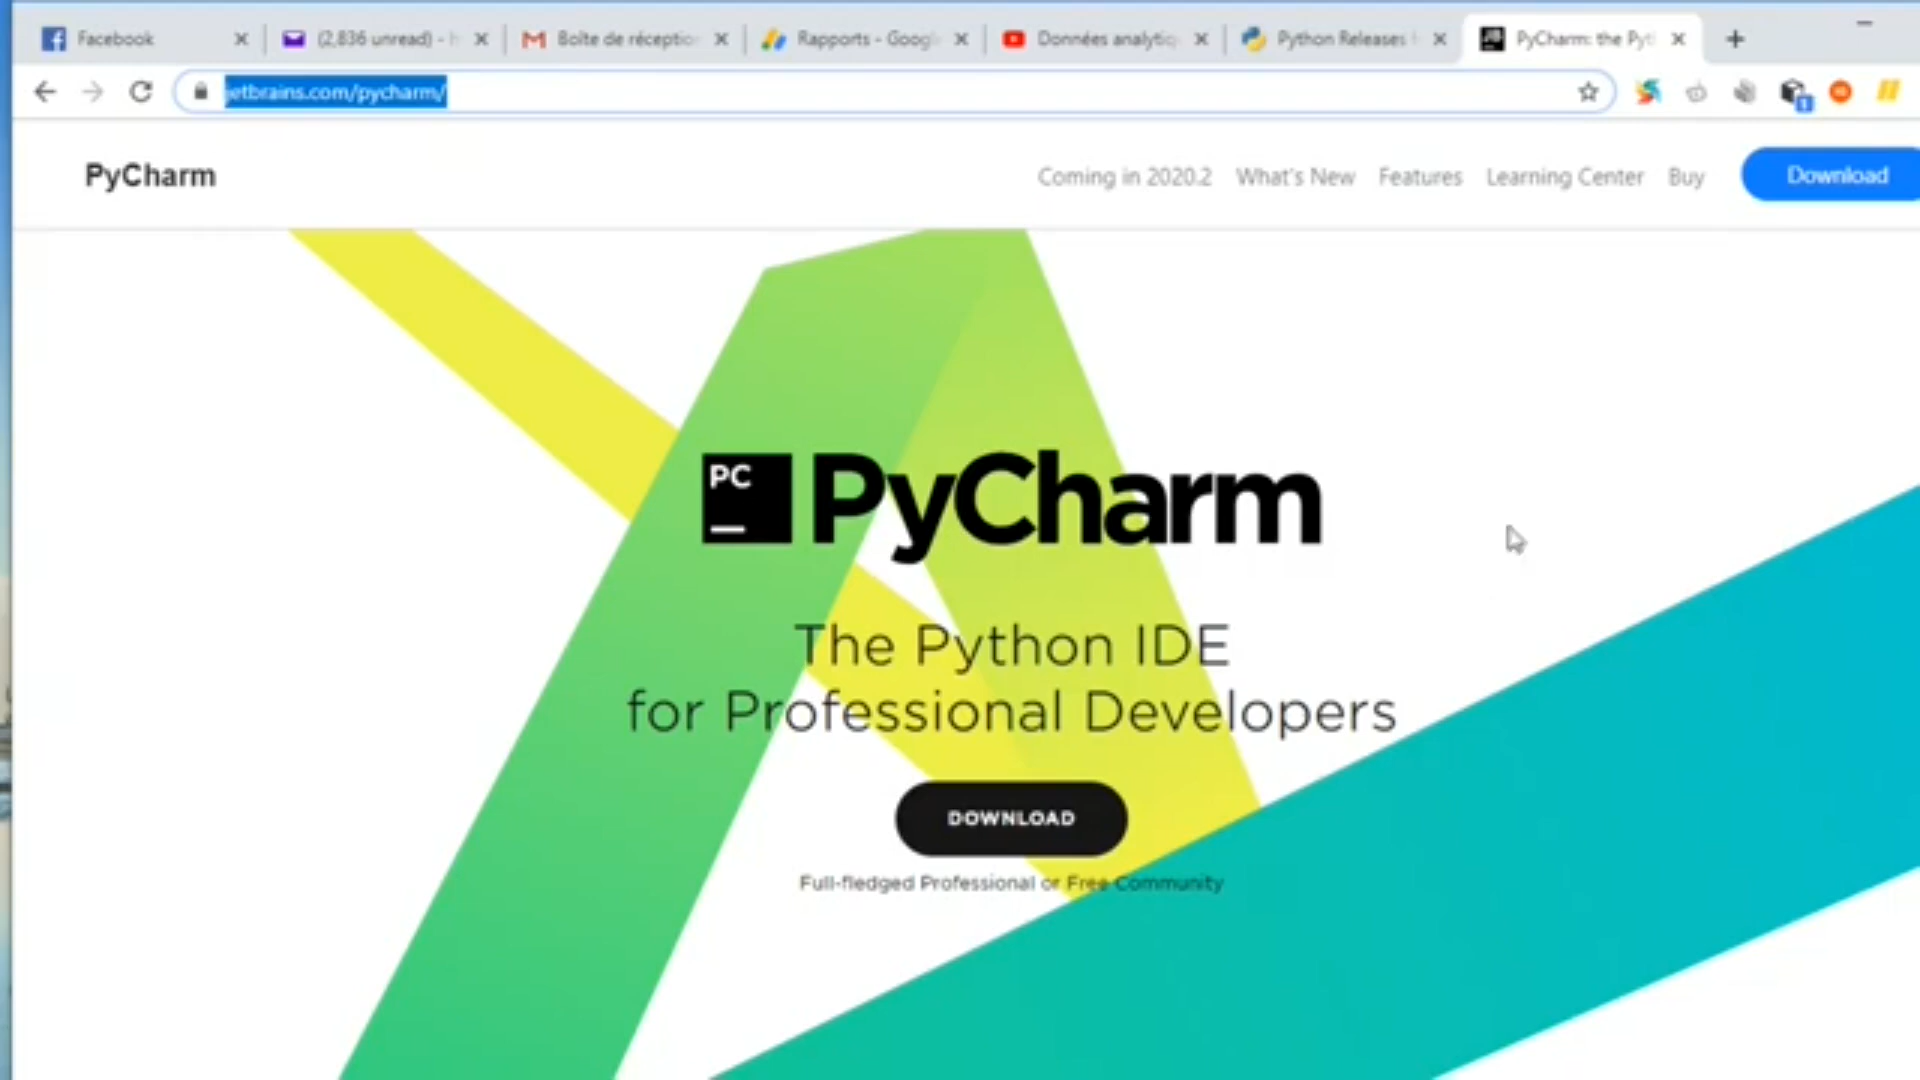 Facebook
(2,836 unread) -
Boîte de réceptio
Rapports - Googl
Données analytiq
Python Releases
PyCharm: the Pyt
jetbrains.com/pycharm/
PyCharm
Coming in 2020.2
What's New
Features
Learning Center
Buy
Download
PC
PyCharm
The Python IDE
for Professional Developers
DOWNLOAD
Full-fledged Professional or Free Community